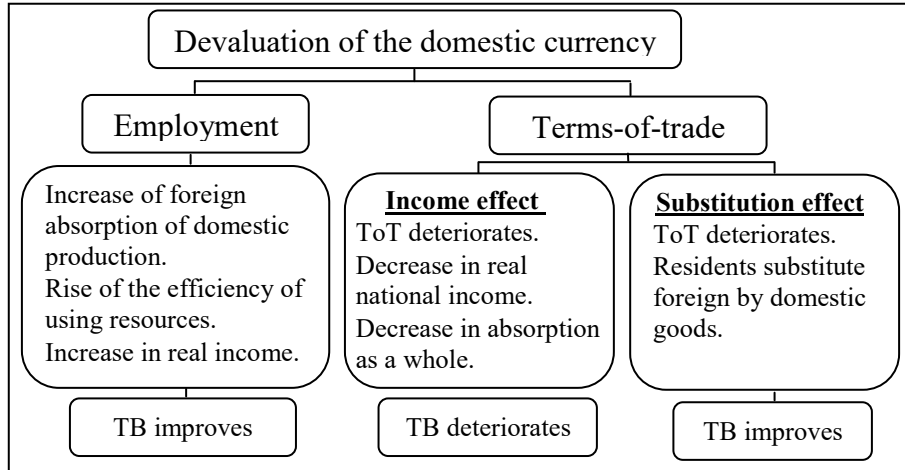 Devaluation of the domestic currency
Employment
Terms-of-trade
Increase of foreign
absorption of domestic
production.
Rise of the efficiency of
using resources.
Increase in real income.
Income effect
ToT deteriorates.
Decrease in real
national income.
Decrease in absorption
as a whole.
Substitution effect
ToT deteriorates.
Residents substitute
foreign by domestic
goods.
TB improves
TB deteriorates
TB improves